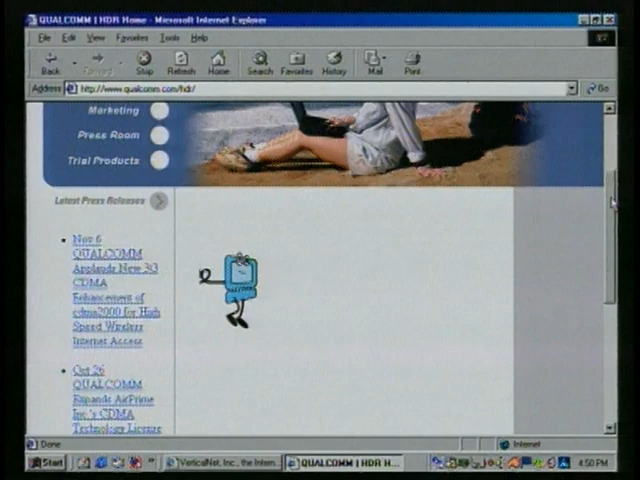 QUALCOMM | HDR Home - Microsoft Internet Explorer
File Edit View Favorites Tools Help
Back Forward Stop Refresh Home Search Favorites History Mail Print
Address http://www.qualcomm.com/hdr/ Go
Marketing
Press Room
Trial Products
Latest Press Releases
Nov 6
QUALCOMM
Applauds New 3G
CDMA
Enhancement of
cdma2000 for High
Speed Wireless
Internet Access
Oct 26
QUALCOMM
Expands AirPrime
Inc.'s CDMA
Technology License
Done Internet
Start VerticalNet, Inc., the Intern... QUALCOMM | HDR H... 4:50 PM